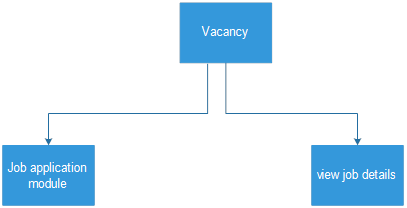 Vacancy
Job application
module
view job details